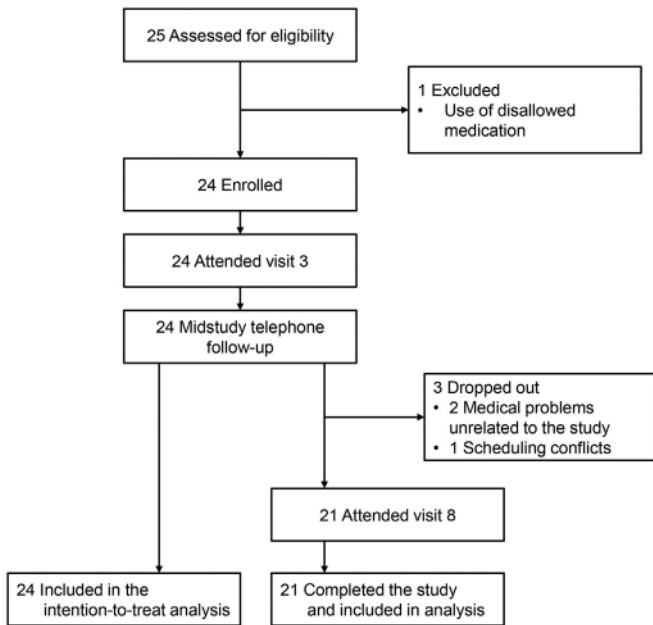 25 Assessed for eligibility
1 Excluded
• Use of disallowed
medication
24 Enrolled
24 Attended visit 3
24 Midstudy telephone
follow-up
3 Dropped out
• 2 Medical problems
unrelated to the study
• 1 Scheduling conflicts
21 Attended visit 8
24 Included in the
intention-to-treat analysis
21 Completed the study
and included in analysis